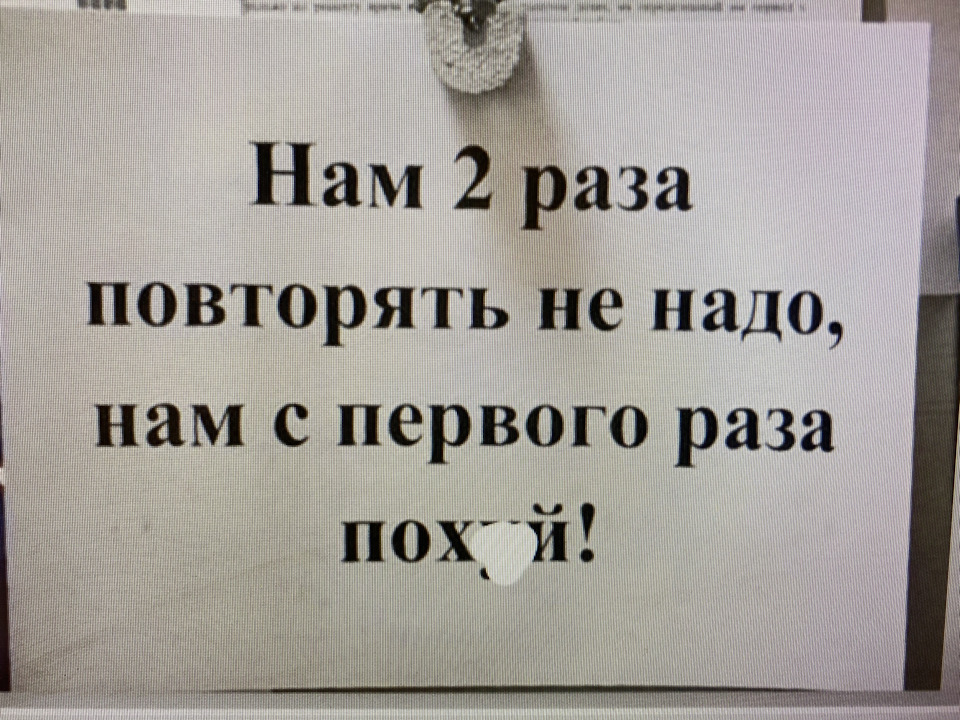 Нам 2 раза
повторять не надо,
нам с первого раза